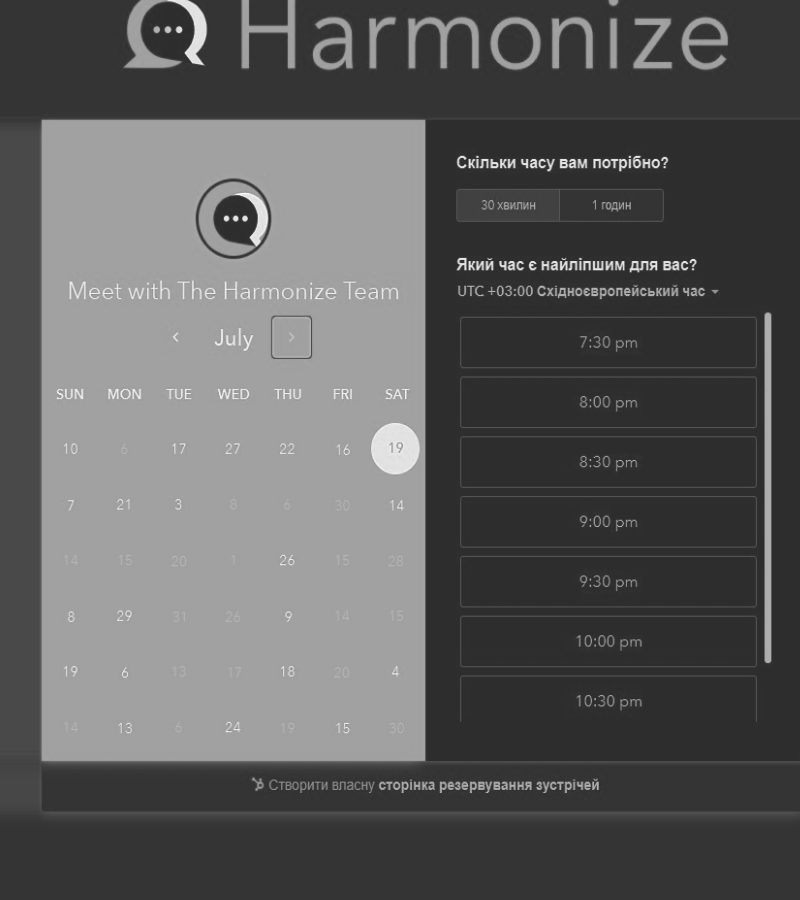 Harmonize
Meet with The Harmonize Team
July
SUN MON TUE WED THU FRI SAT
10 6 17 27 22 16 19
7 21 3 8 6 30 14
14 15 20 1 26 15 28
8 29 31 26 9 14 15
19 6 13 17 18 20 4
14 13 6 24 19 15 30
Скільки часу вам потрібно?
30 хвилин 1 годин
Який час є найліпшим для вас?
UTC +03:00 Східноєвропейський час
7:30 pm
8:00 pm
8:30 pm
9:00 pm
9:30 pm
10:00 pm
10:30 pm
Створити власну сторінка резервування зустрічей